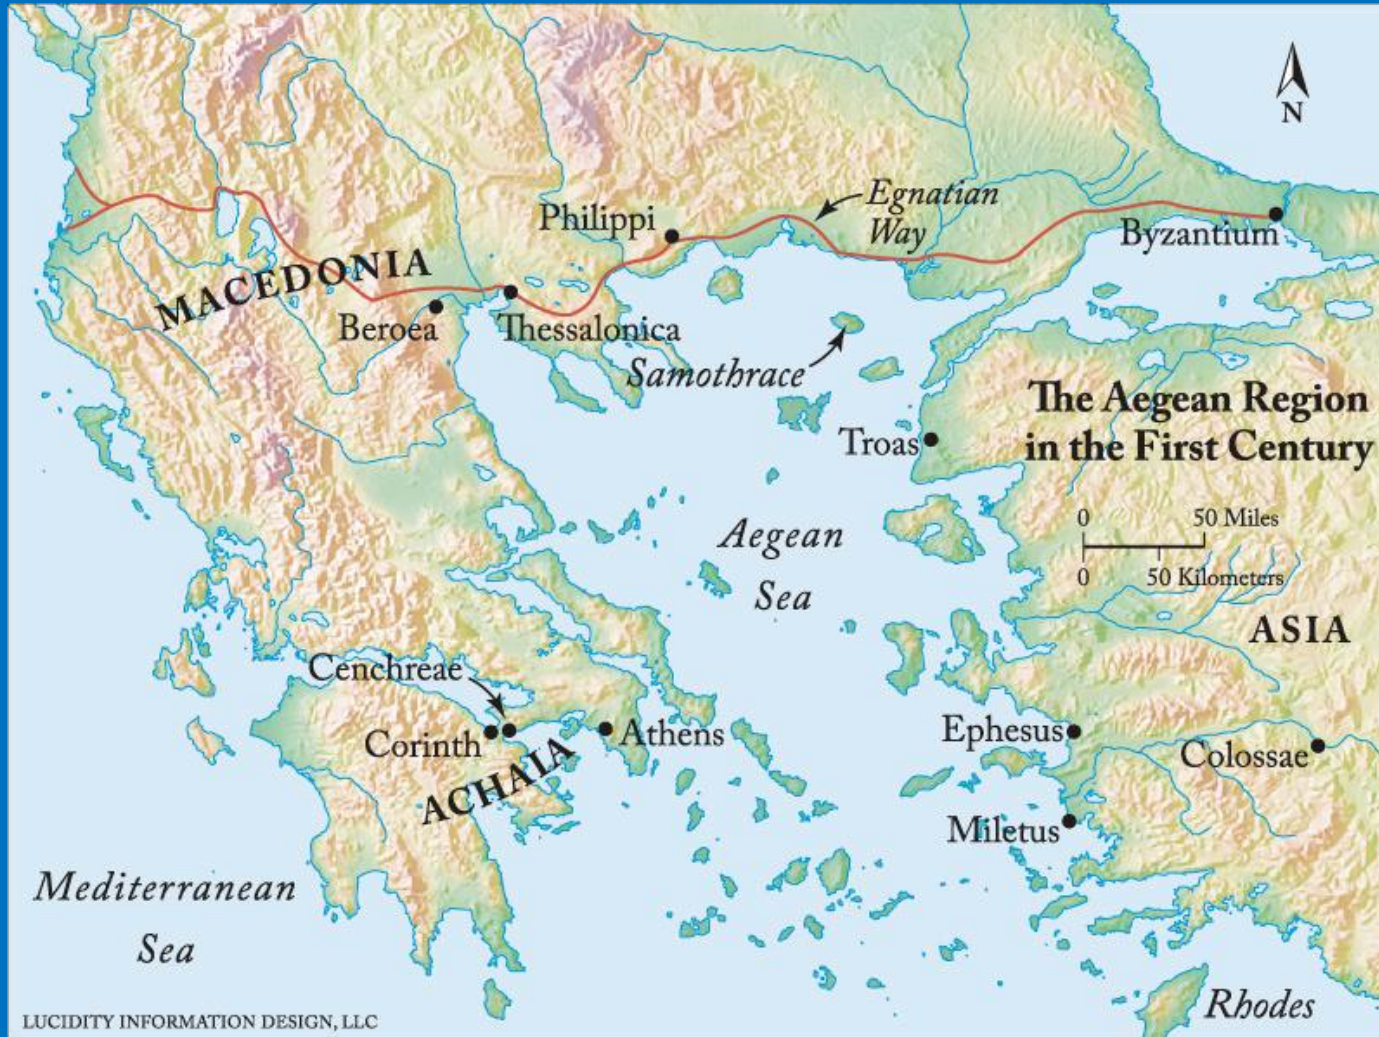 N
Egnatian
Way
Philippi
Byzantium
MACEDONIA
Beroea
Thessalonica
Samothrace
The Aegean Region
in the First Century
Troas
0 50 Miles
0 50 Kilometers
Aegean
Sea
ASIA
Cenchreae
Corinth
Athens
ACHAIA
Ephesus
Colossae
Miletus
Mediterranean
Sea
Rhodes
LUCIDITY INFORMATION DESIGN, LLC